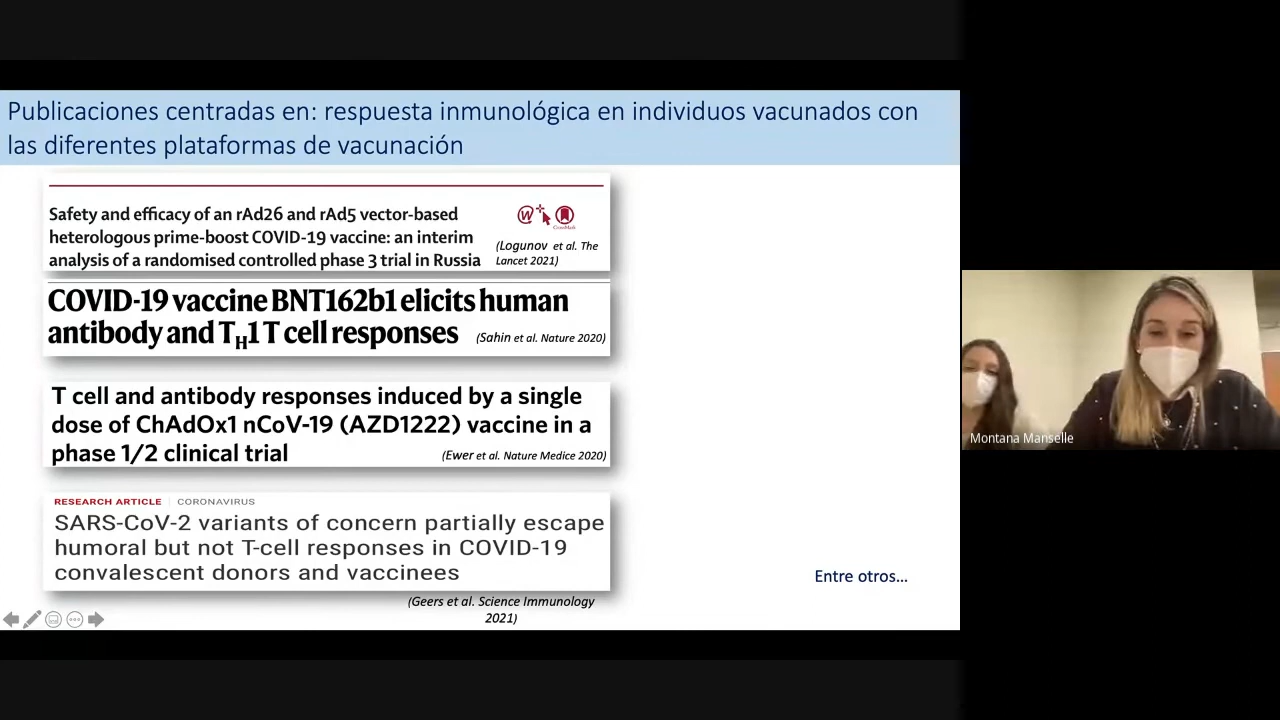 Publicaciones centradas en: respuesta inmunológica en individuos vacunados con
las diferentes plataformas de vacunación
Safety and efficacy of an rAd26 and rAd5 vector-based
heterologous prime-boost COVID-19 vaccine: an interim
analysis of a randomised controlled phase 3 trial in Russia
W
CrossMark
(Logunov et al. The
Lancet 2021)
COVID-19 vaccine BNT162b1 elicits human
antibody and TH1 T cell responses
(Sahin et al. Nature 2020)
T cell and antibody responses induced by a single
dose of ChAdOx1 nCoV-19 (AZD1222) vaccine in a
phase 1/2 clinical trial
(Ewer et al. Nature Medice 2020)
RESEARCH ARTICLE | CORONAVIRUS
SARS-CoV-2 variants of concern partially escape
humoral but not T-cell responses in COVID-19
convalescent donors and vaccinees
(Geers et al. Science Immunology
2021)
Entre otros...
Montana Manselle